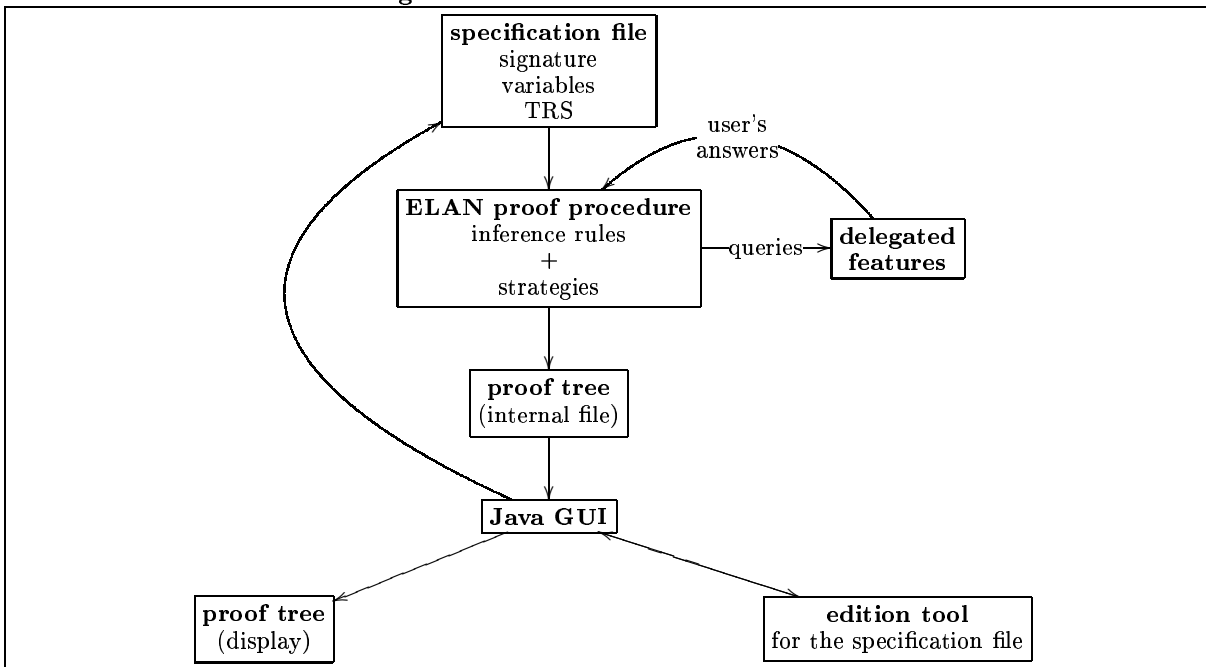 specification file
signature
variables
TRS
user's
answers
ELAN proof procedure
inference rules
+
strategies
queries
delegated
features
proof tree
(internal file)
Java GUI
proof tree
(display)
edition tool
for the specification file